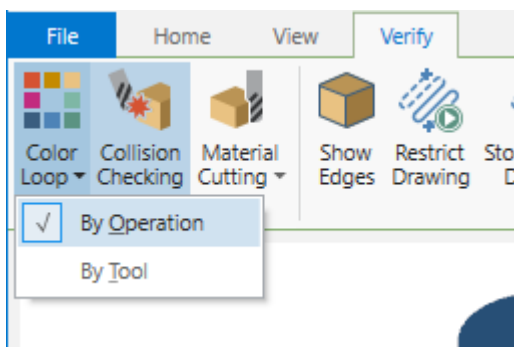 File Home View Verify
Color Loop
Collision Checking
Material Cutting
Show Edges
Restrict Drawing
√ By Operation
By Tool